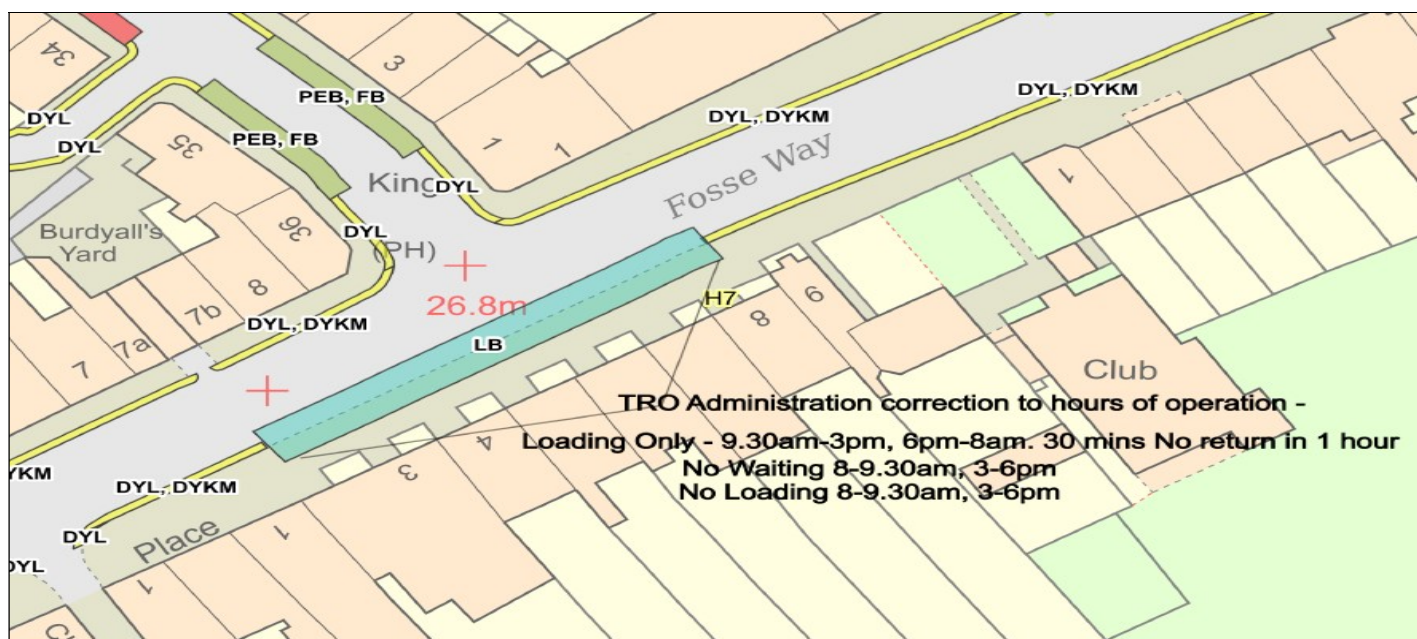 34
DYL
DYL
PEB, FB
PEB, FB
3
1
1
35
36
King
DYL
DYL
(PH)
Burdyall's
Yard
8
7b
7a
7
DYL, DYKM
DYL, DYKM
DYL, DYKM
Fosse Way
26.8m
LB
H7
9
8
4
3
1
1
1
Club
TRO Administration correction to hours of operation -
Loading Only - 9.30am-3pm, 6pm-8am. 30 mins No return in 1 hour
No Waiting 8-9.30am, 3-6pm
No Loading 8-9.30am, 3-6pm
YKM
DYL, DYKM
DYL
DYL
Place